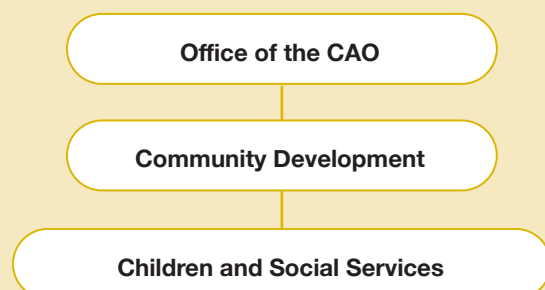 Office of the CAO
Community Development
Children and Social Services